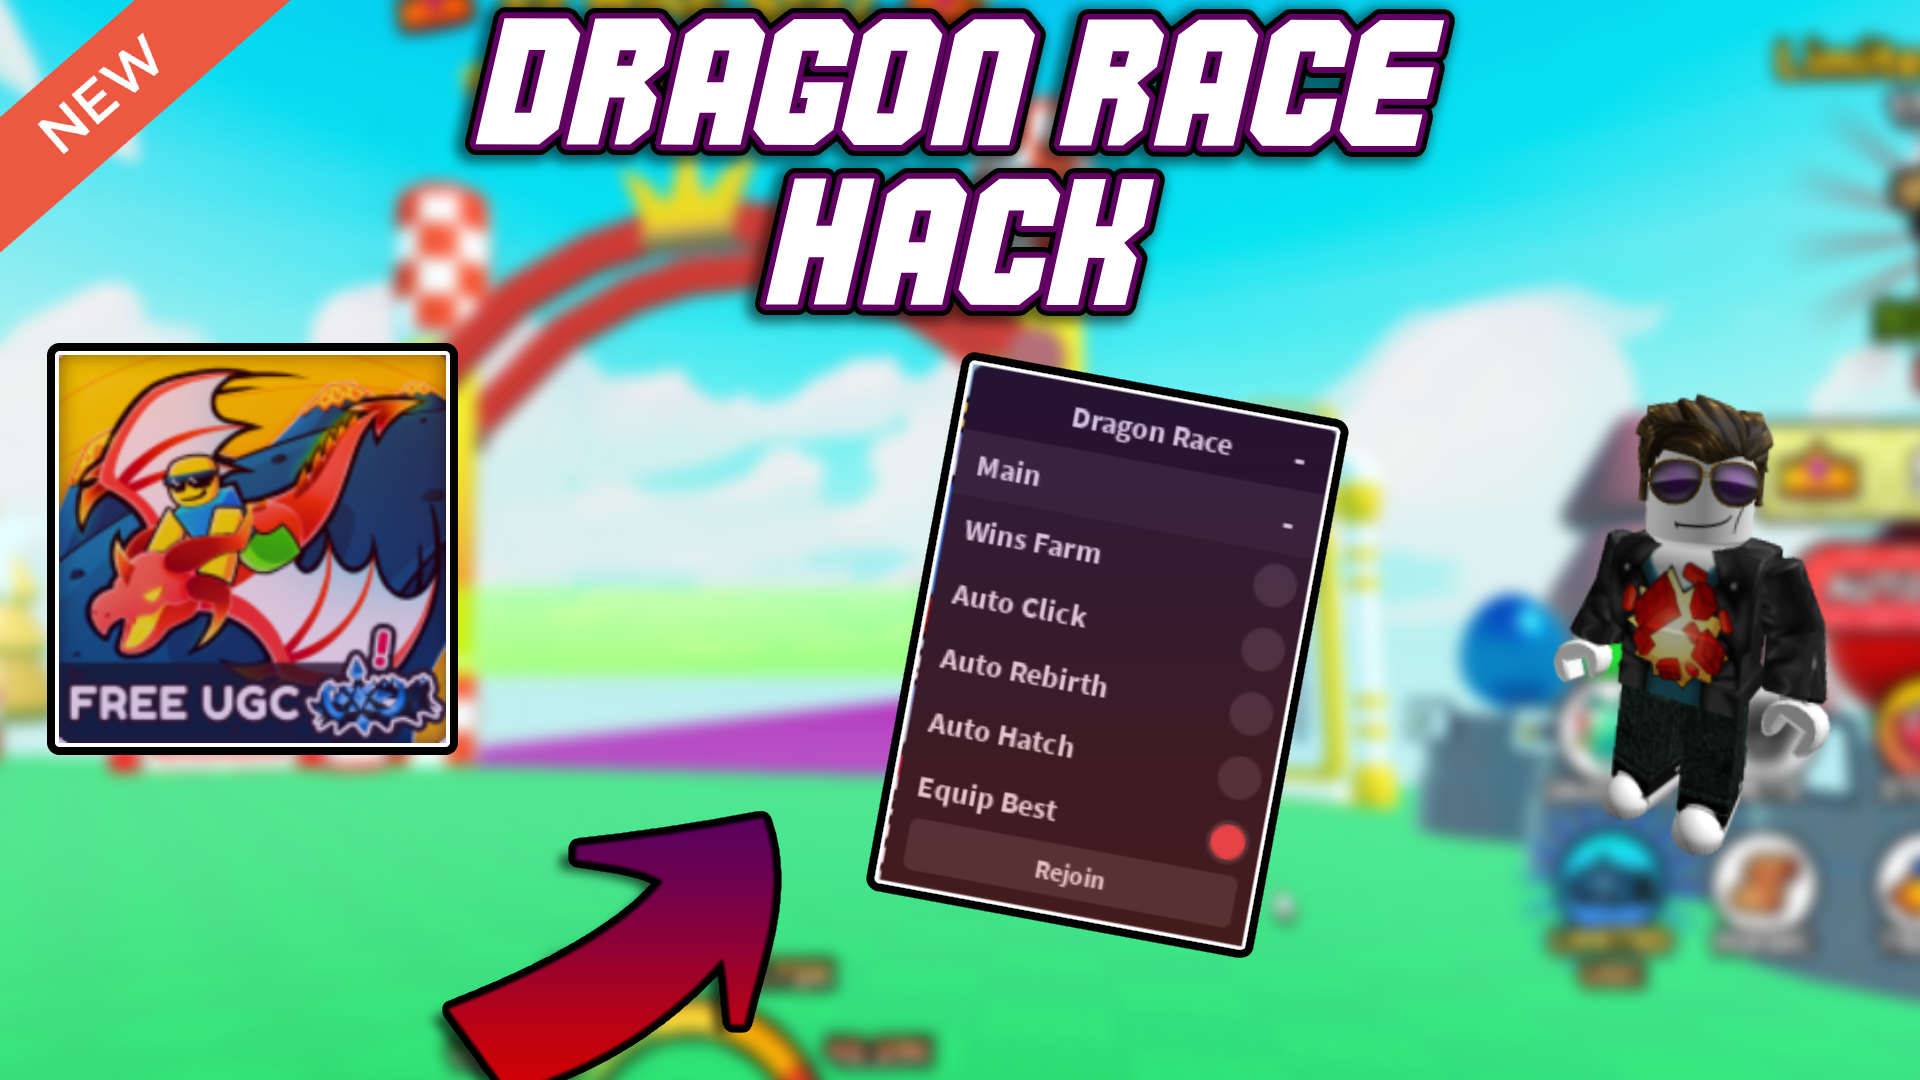 NEW
DRAGON RACE
HACK
FREE UGC
Dragon Race -
Main -
Wins Farm
Auto Click
Auto Rebirth
Auto Hatch
Equip Best
Rejoin